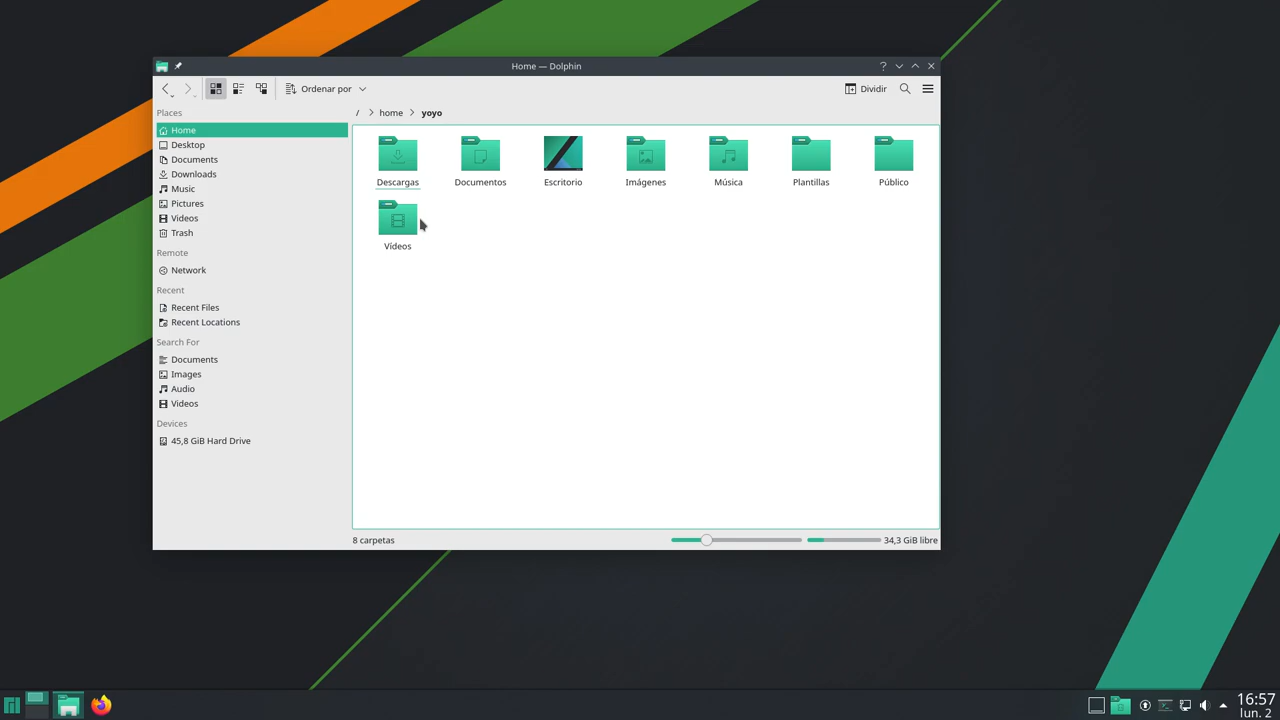 Home — Dolphin
Ordenar por
Dividir
Places
/ home yoyo
Home
Desktop
Documents
Downloads
Music
Pictures
Videos
Trash
Remote
Network
Recent
Recent Files
Recent Locations
Search For
Documents
Images
Audio
Videos
Devices
45,8 GiB Hard Drive
Descargas
Documentos
Escritorio
Imágenes
Música
Plantillas
Público
Vídeos
8 carpetas
34,3 GiB libre
16:57
lun. 2